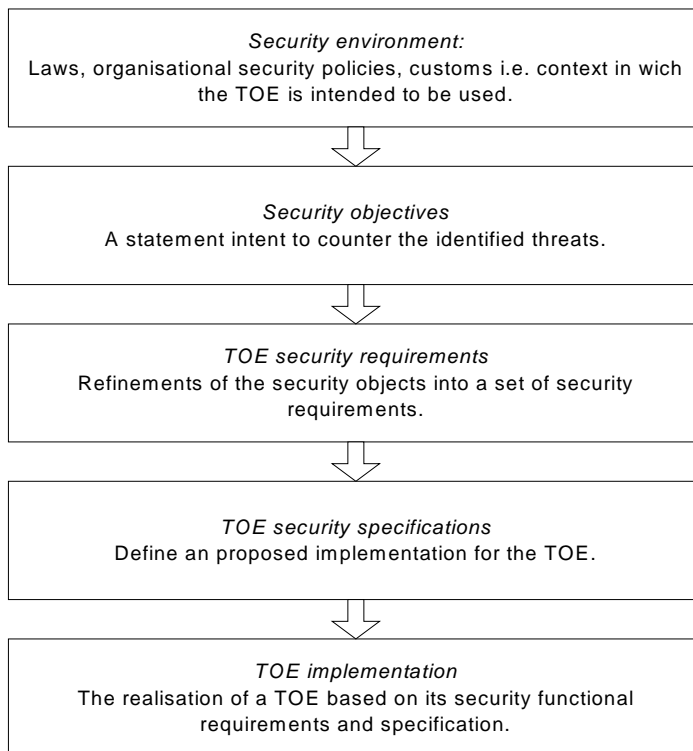 Security environment:
Laws, organisational security policies, customs i.e. context in wich
the TOE is intended to be used.
Security objectives
A statement intent to counter the identified threats.
TOE security requirements
Refinements of the security objects into a set of security
requirements.
TOE security specifications
Define an proposed implementation for the TOE.
TOE implementation
The realisation of a TOE based on its security functional
requirements and specification.